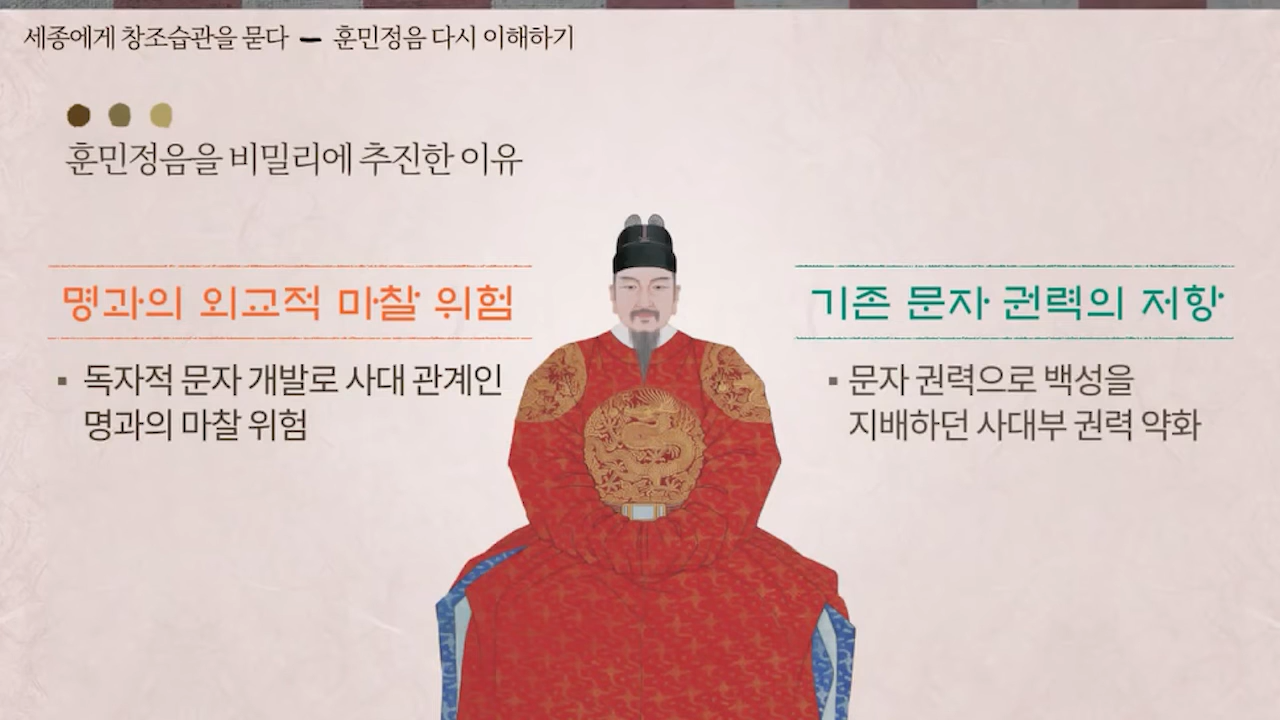 세종에게 창조습관을 묻다 — 훈민정음 다시 이해하기
훈민정음을 비밀리에 추진한 이유
명과의 외교적 마찰 위험
▪ 독자적 문자 개발로 사대 관계인
명과의 마찰 위험
기존 문자 권력의 저항
▪ 문자 권력으로 백성을
지배하던 사대부 권력 약화